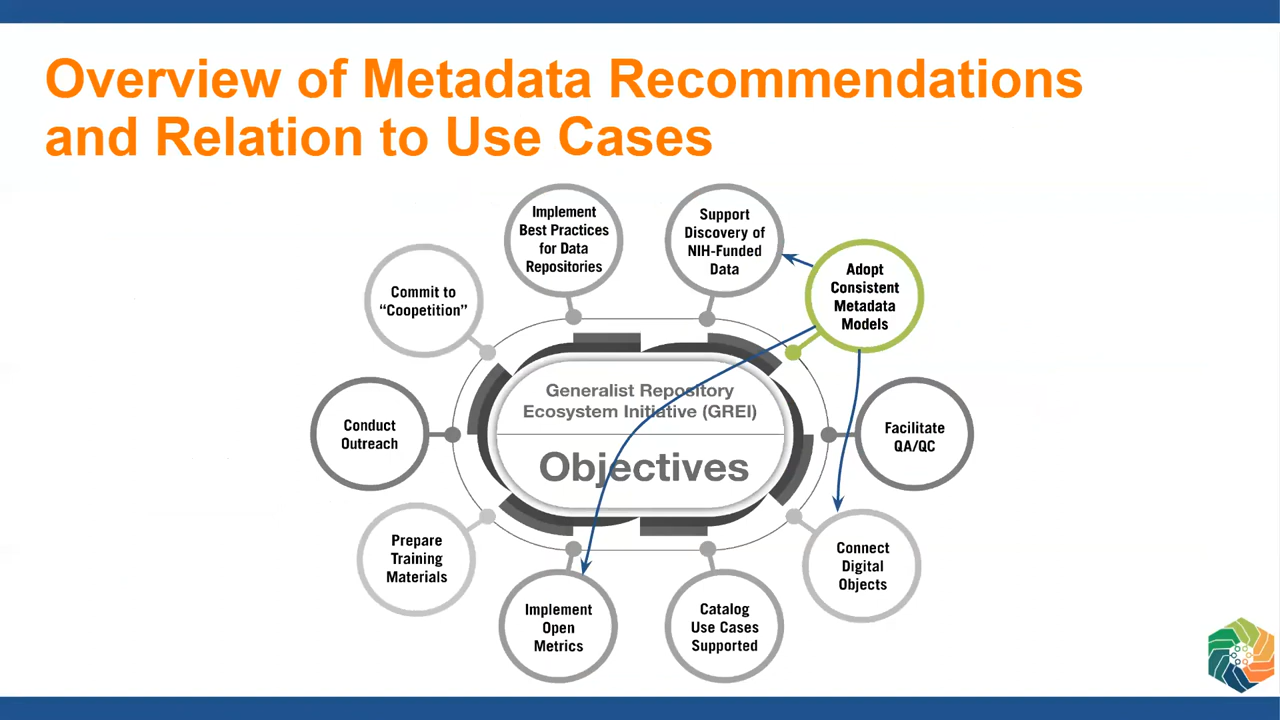 Overview of Metadata Recommendations
and Relation to Use Cases
Implement
Best Practices
for Data
Repositories
Support
Discovery of
NIH-Funded
Data
Adopt
Consistent
Metadata
Models
Commit to
“Coopetition”
Generalist Repository
Ecosystem Initiative (GREI)
Objectives
Conduct
Outreach
Facilitate
QA/QC
Prepare
Training
Materials
Connect
Digital
Objects
Implement
Open
Metrics
Catalog
Use Cases
Supported